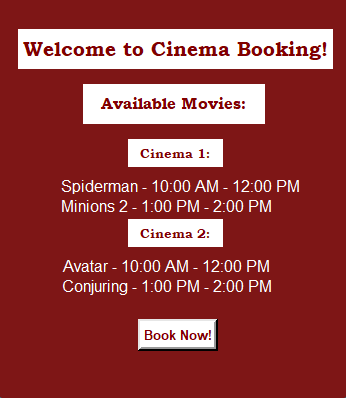 Welcome to Cinema Booking!
Available Movies:
Cinema 1:
Spiderman - 10:00 AM - 12:00 PM
Minions 2 - 1:00 PM - 2:00 PM
Cinema 2:
Avatar - 10:00 AM - 12:00 PM
Conjuring - 1:00 PM - 2:00 PM
Book Now!